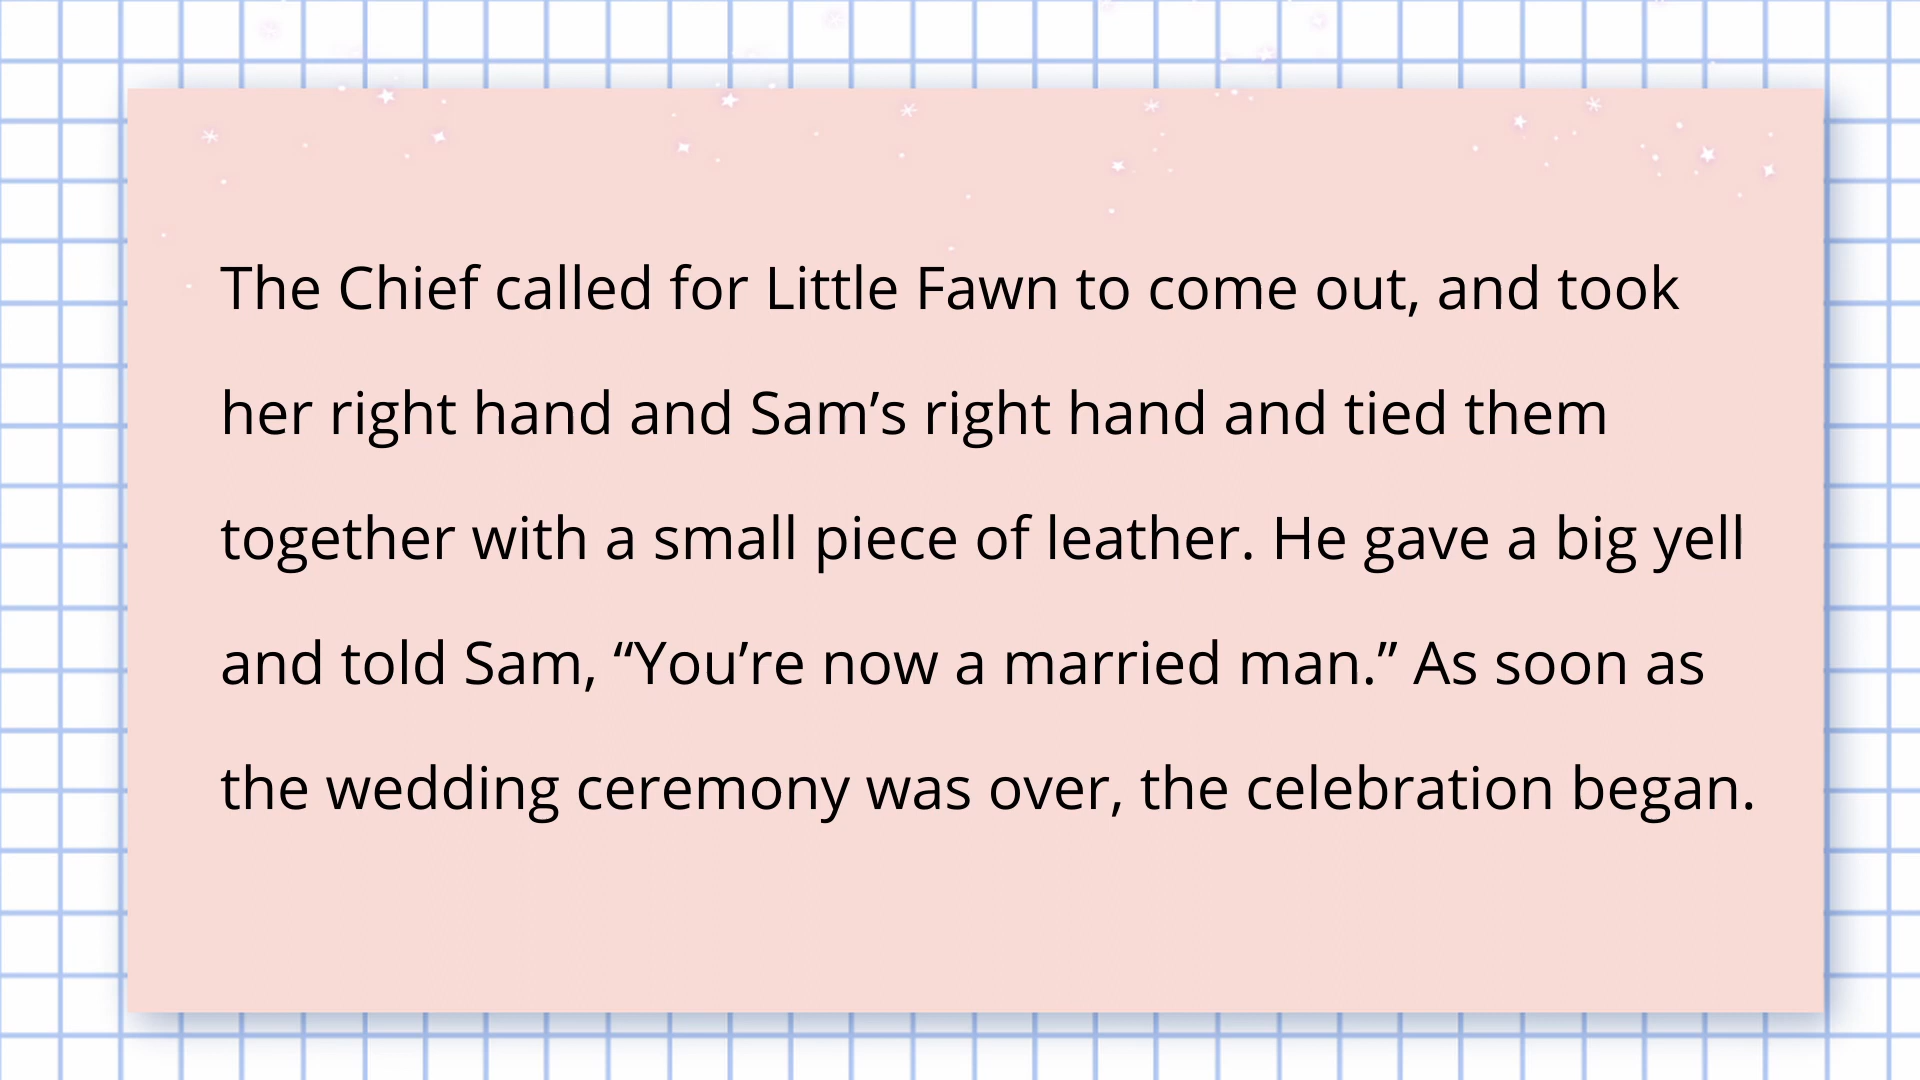 The Chief called for Little Fawn to come out, and took
her right hand and Sam’s right hand and tied them
together with a small piece of leather. He gave a big yell
and told Sam, “You’re now a married man.” As soon as
the wedding ceremony was over, the celebration began.